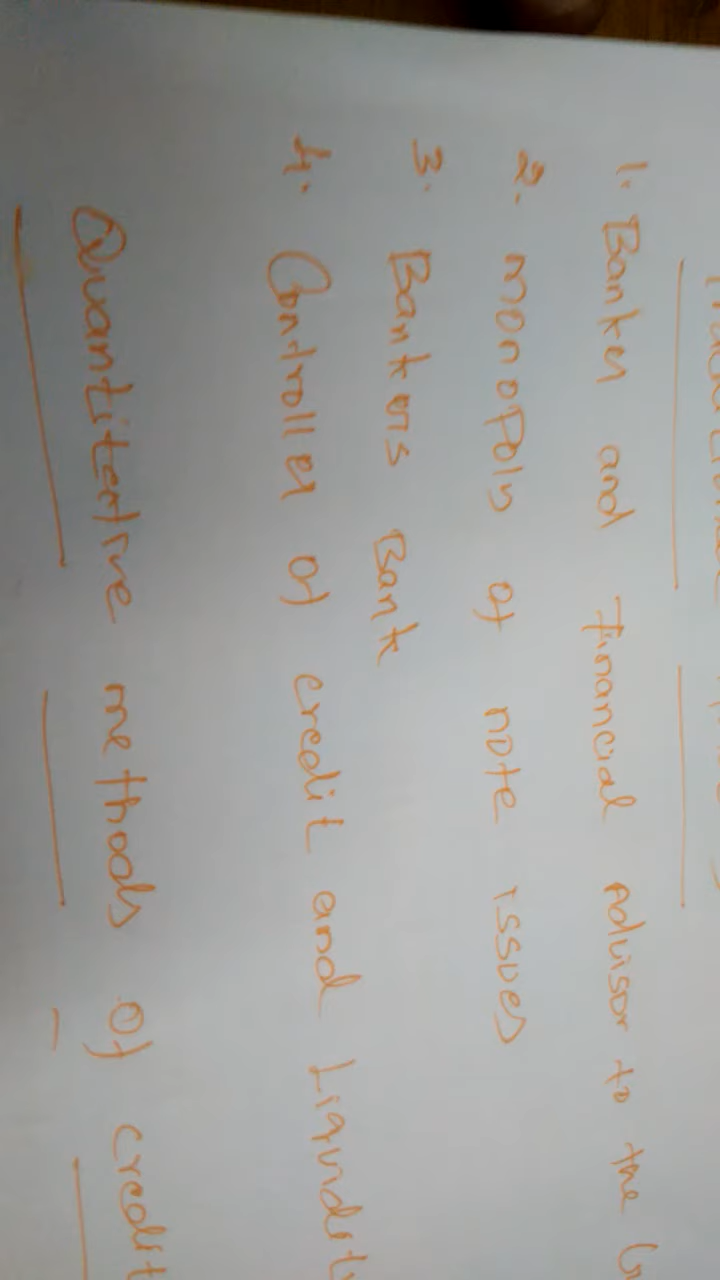 1. Banker and Financial Advisor to the
2. monopoly of note issues
3. Bankers Bank
4. Controller of credit and Liquidity
Quantitative methods of credit